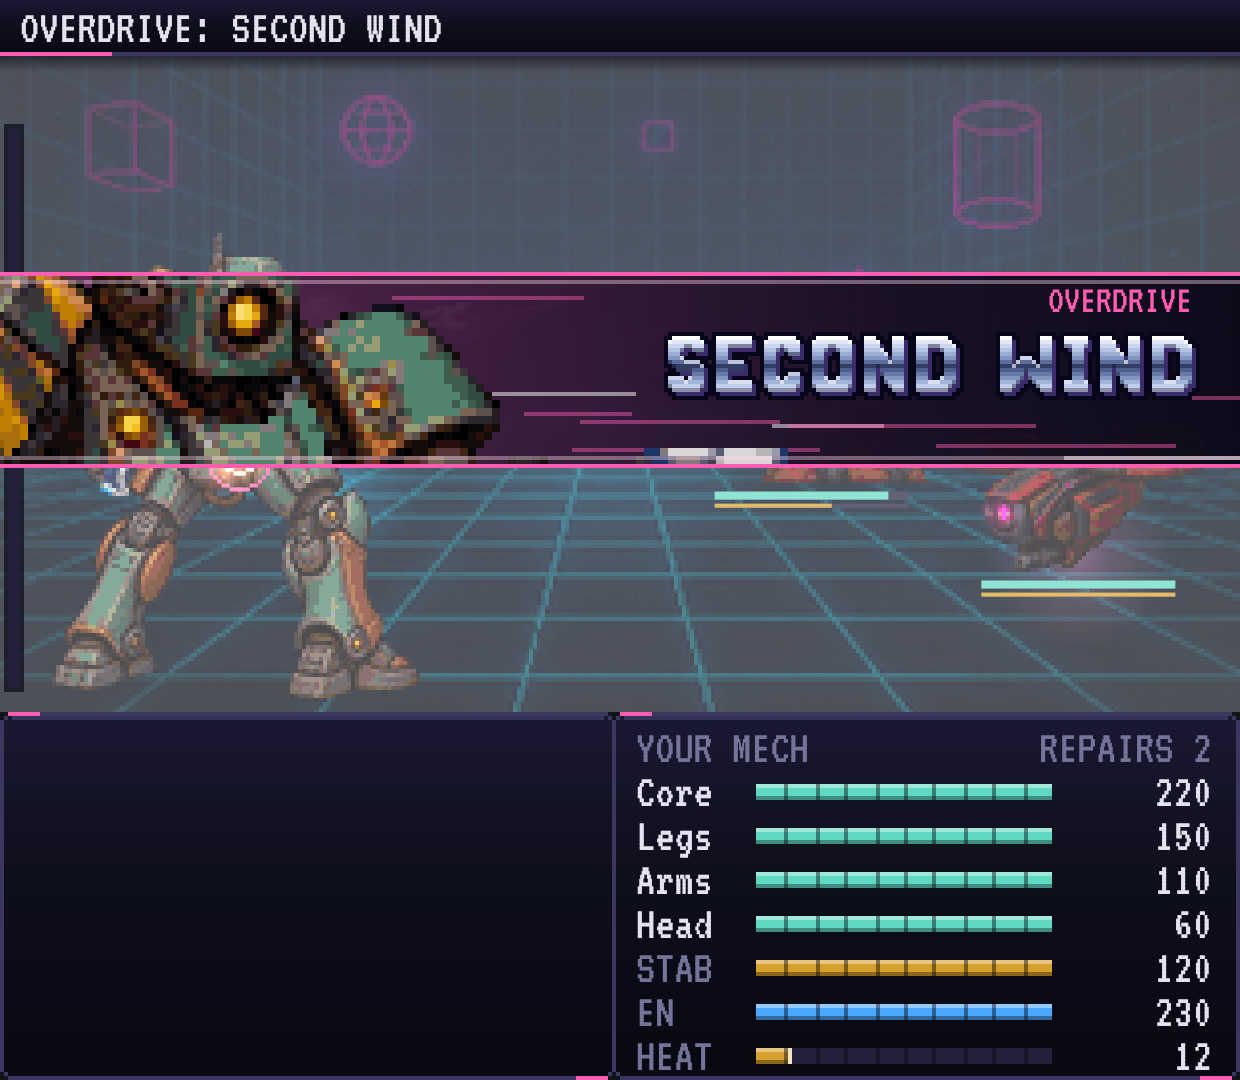 OVERDRIVE: SECOND WIND
OVERDRIVE
SECOND WIND
YOUR MECH REPAIRS 2
Core 220
Legs 150
Arms 110
Head 60
STAB 120
EN 230
HEAT 12